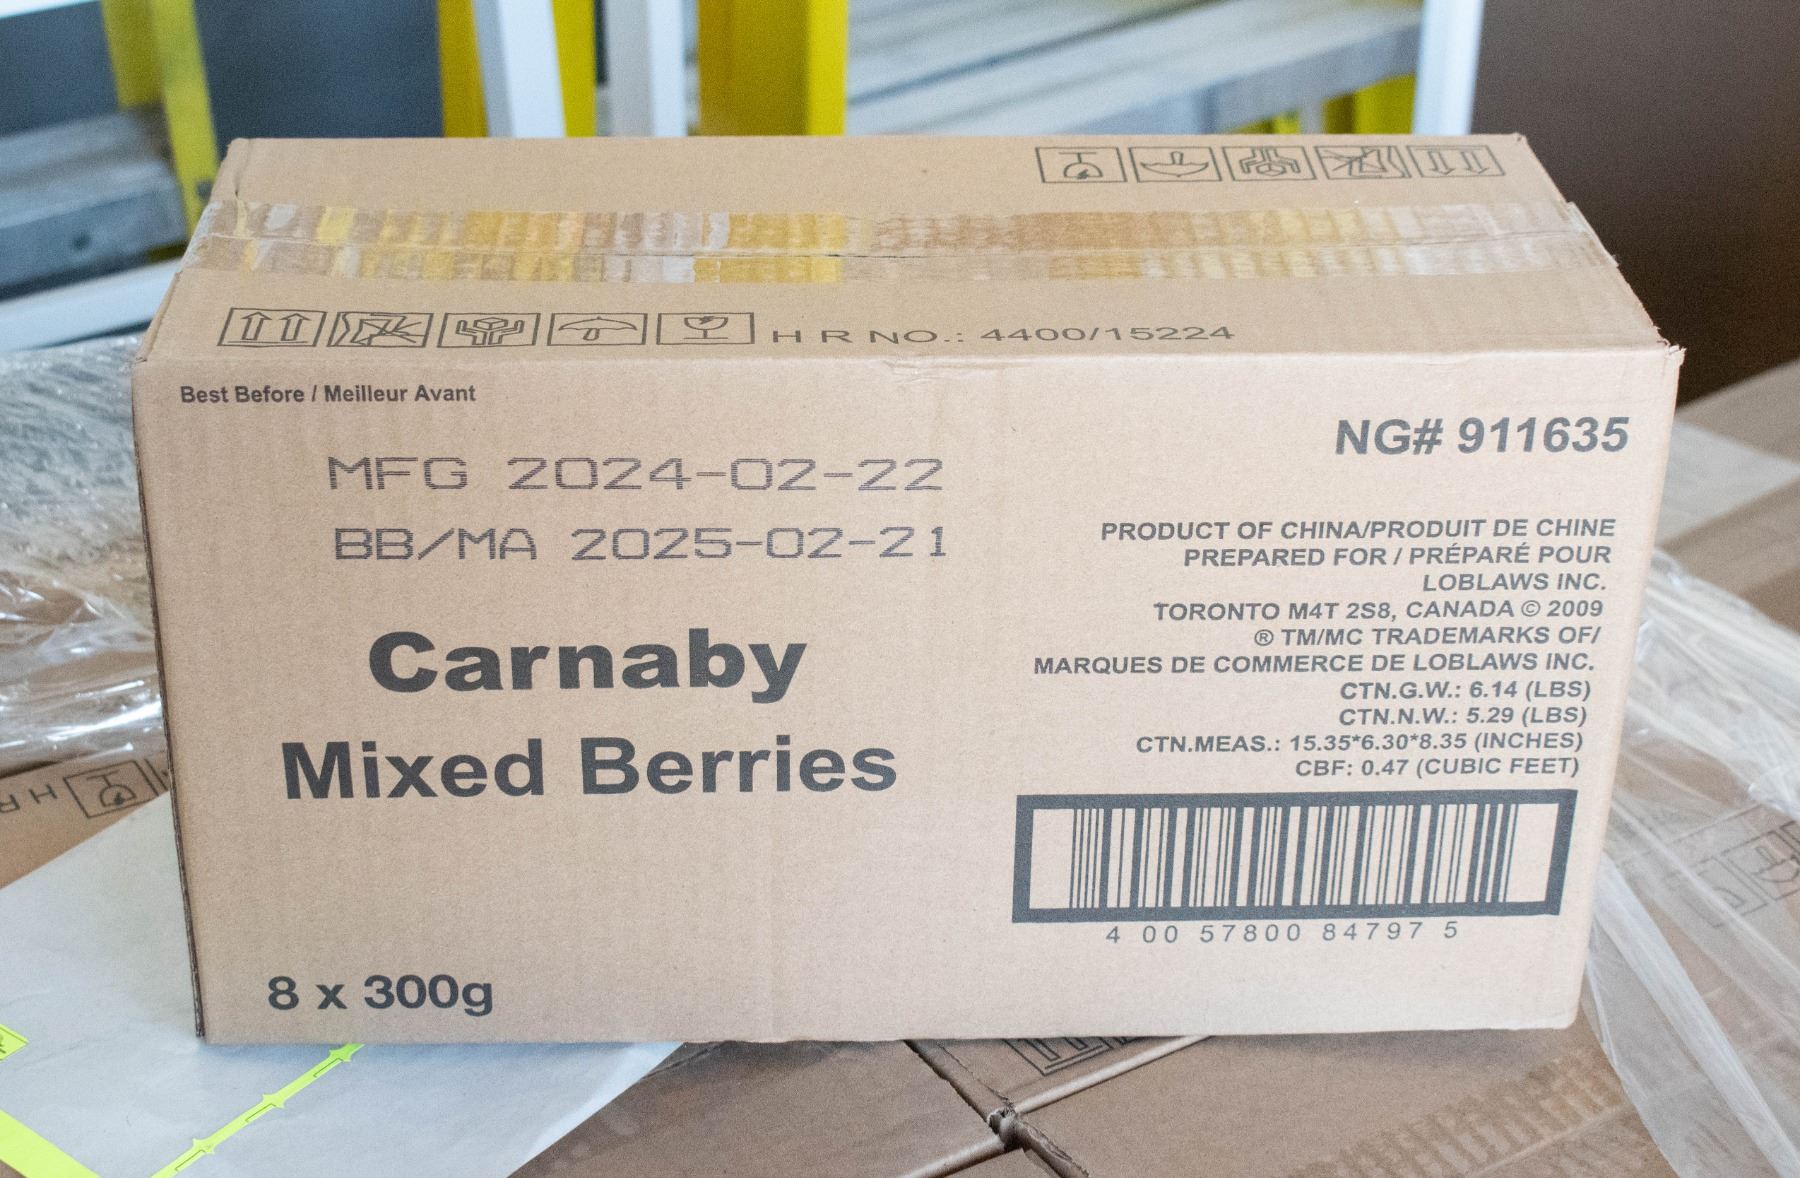 H R NO.: 4400/15224
Best Before / Meilleur Avant
MFG 2024-02-22
BB/MA 2025-02-21
Carnaby
Mixed Berries
8 x 300g
NG# 911635
PRODUCT OF CHINA/PRODUIT DE CHINE
PREPARED FOR / PRÉPARÉ POUR
LOBLAWS INC.
TORONTO M4T 2S8, CANADA © 2009
® TM/MC TRADEMARKS OF/
MARQUES DE COMMERCE DE LOBLAWS INC.
CTN.G.W.: 6.14 (LBS)
CTN.N.W.: 5.29 (LBS)
CTN.MEAS.: 15.35*6.30*8.35 (INCHES)
CBF: 0.47 (CUBIC FEET)
4 00 57800 84797 5
H R